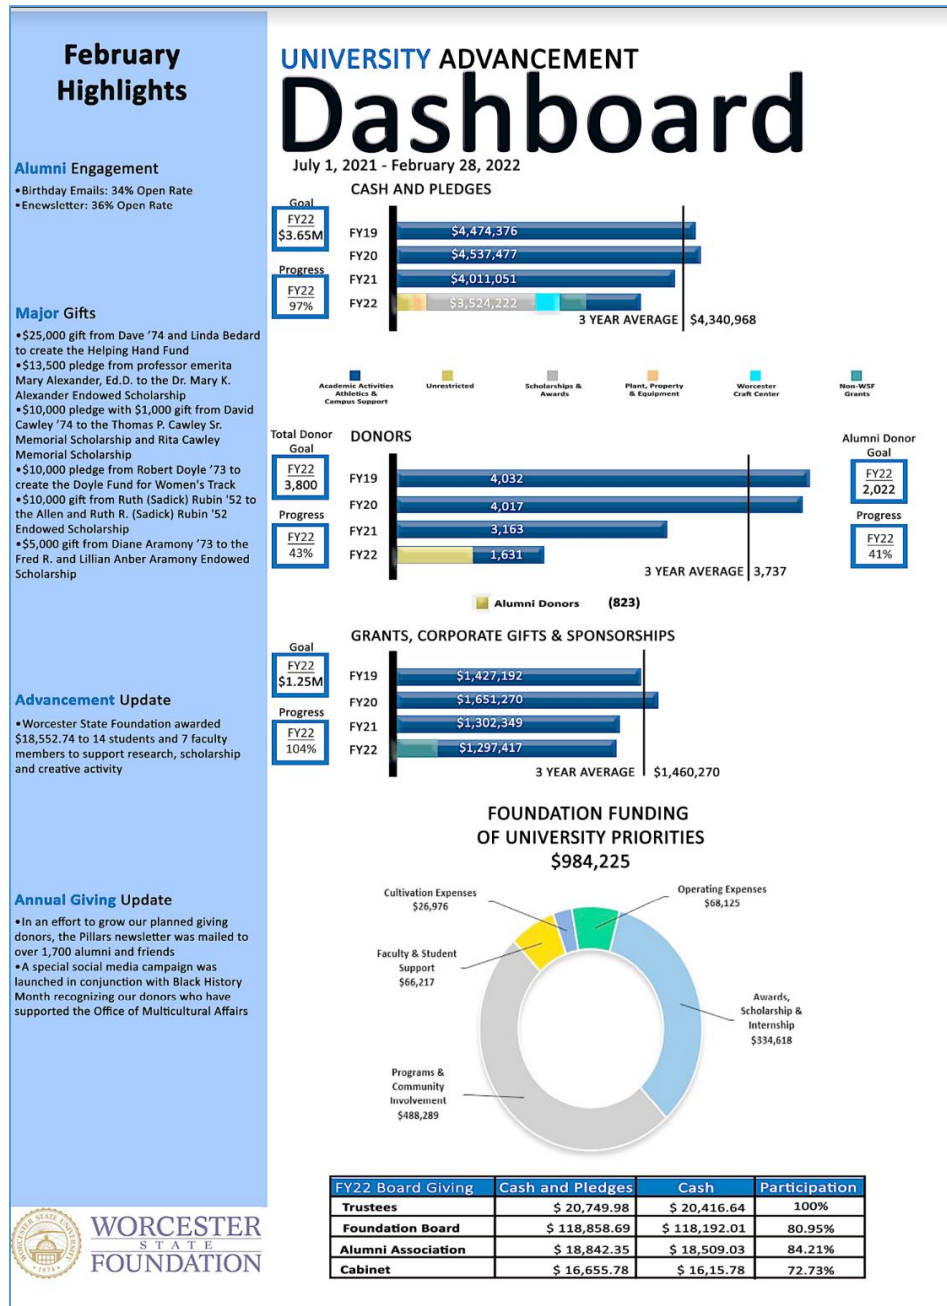 February
Highlights
Alumni Engagement
•Birthday Emails: 34% Open Rate
•Enewsletter: 36% Open Rate
Major Gifts
•$25,000 gift from Dave ’74 and Linda Bedard
to create the Helping Hand Fund
•$13,500 pledge from professor emerita
Mary Alexander, Ed.D. to the Dr. Mary K.
Alexander Endowed Scholarship
•$10,000 pledge with $1,000 gift from David
Cawley ’74 to the Thomas P. Cawley Sr.
Memorial Scholarship and Rita Cawley
Memorial Scholarship
•$10,000 pledge from Robert Doyle ’73 to
create the Doyle Fund for Women's Track
•$10,000 gift from Ruth (Sadick) Rubin '52 to
the Allen and Ruth R. (Sadick) Rubin '52
Endowed Scholarship
•$5,000 gift from Diane Aramony ’73 to the
Fred R. and Lillian Anber Aramony Endowed
Scholarship
Advancement Update
•Worcester State Foundation awarded
$18,552.74 to 14 students and 7 faculty
members to support research, scholarship
and creative activity
Annual Giving Update
•In an effort to grow our planned giving
donors, the Pillars newsletter was mailed to
over 1,700 alumni and friends
•A special social media campaign was
launched in conjunction with Black History
Month recognizing our donors who have
supported the Office of Multicultural Affairs
WORCESTER STATE UNIVERSITY
• 1874 •
WORCESTER
STATE
FOUNDATION
UNIVERSITY ADVANCEMENT
Dashboard
July 1, 2021 - February 28, 2022
CASH AND PLEDGES
Goal
FY22
$3.65M
Progress
FY22
97%
FY19 $4,474,376
FY20 $4,537,477
FY21 $4,011,051
FY22 $3,524,222
3 YEAR AVERAGE $4,340,968
Academic Activities
Athletics &
Campus Support
Unrestricted
Scholarships &
Awards
Plant, Property
& Equipment
Worcester
Craft Center
Non-WSF
Grants
Total Donor
Goal
FY22
3,800
Progress
FY22
43%
DONORS
FY19 4,032
FY20 4,017
FY21 3,163
FY22 1,631
3 YEAR AVERAGE 3,737
Alumni Donor
Goal
FY22
2,022
Progress
FY22
41%
Alumni Donors (823)
GRANTS, CORPORATE GIFTS & SPONSORSHIPS
Goal
FY22
$1.25M
Progress
FY22
104%
FY19 $1,427,192
FY20 $1,651,270
FY21 $1,302,349
FY22 $1,297,417
3 YEAR AVERAGE $1,460,270
FOUNDATION FUNDING
OF UNIVERSITY PRIORITIES
$984,225
Cultivation Expenses
$26,976
Operating Expenses
$68,125
Faculty & Student
Support
$66,217
Awards,
Scholarship &
Internship
$334,618
Programs &
Community
Involvement
$488,289
FY22 Board Giving Cash and Pledges Cash Participation
Trustees $ 20,749.98 $ 20,416.64 100%
Foundation Board $ 118,858.69 $ 118,192.01 80.95%
Alumni Association $ 18,842.35 $ 18,509.03 84.21%
Cabinet $ 16,655.78 $ 16,15.78 72.73%